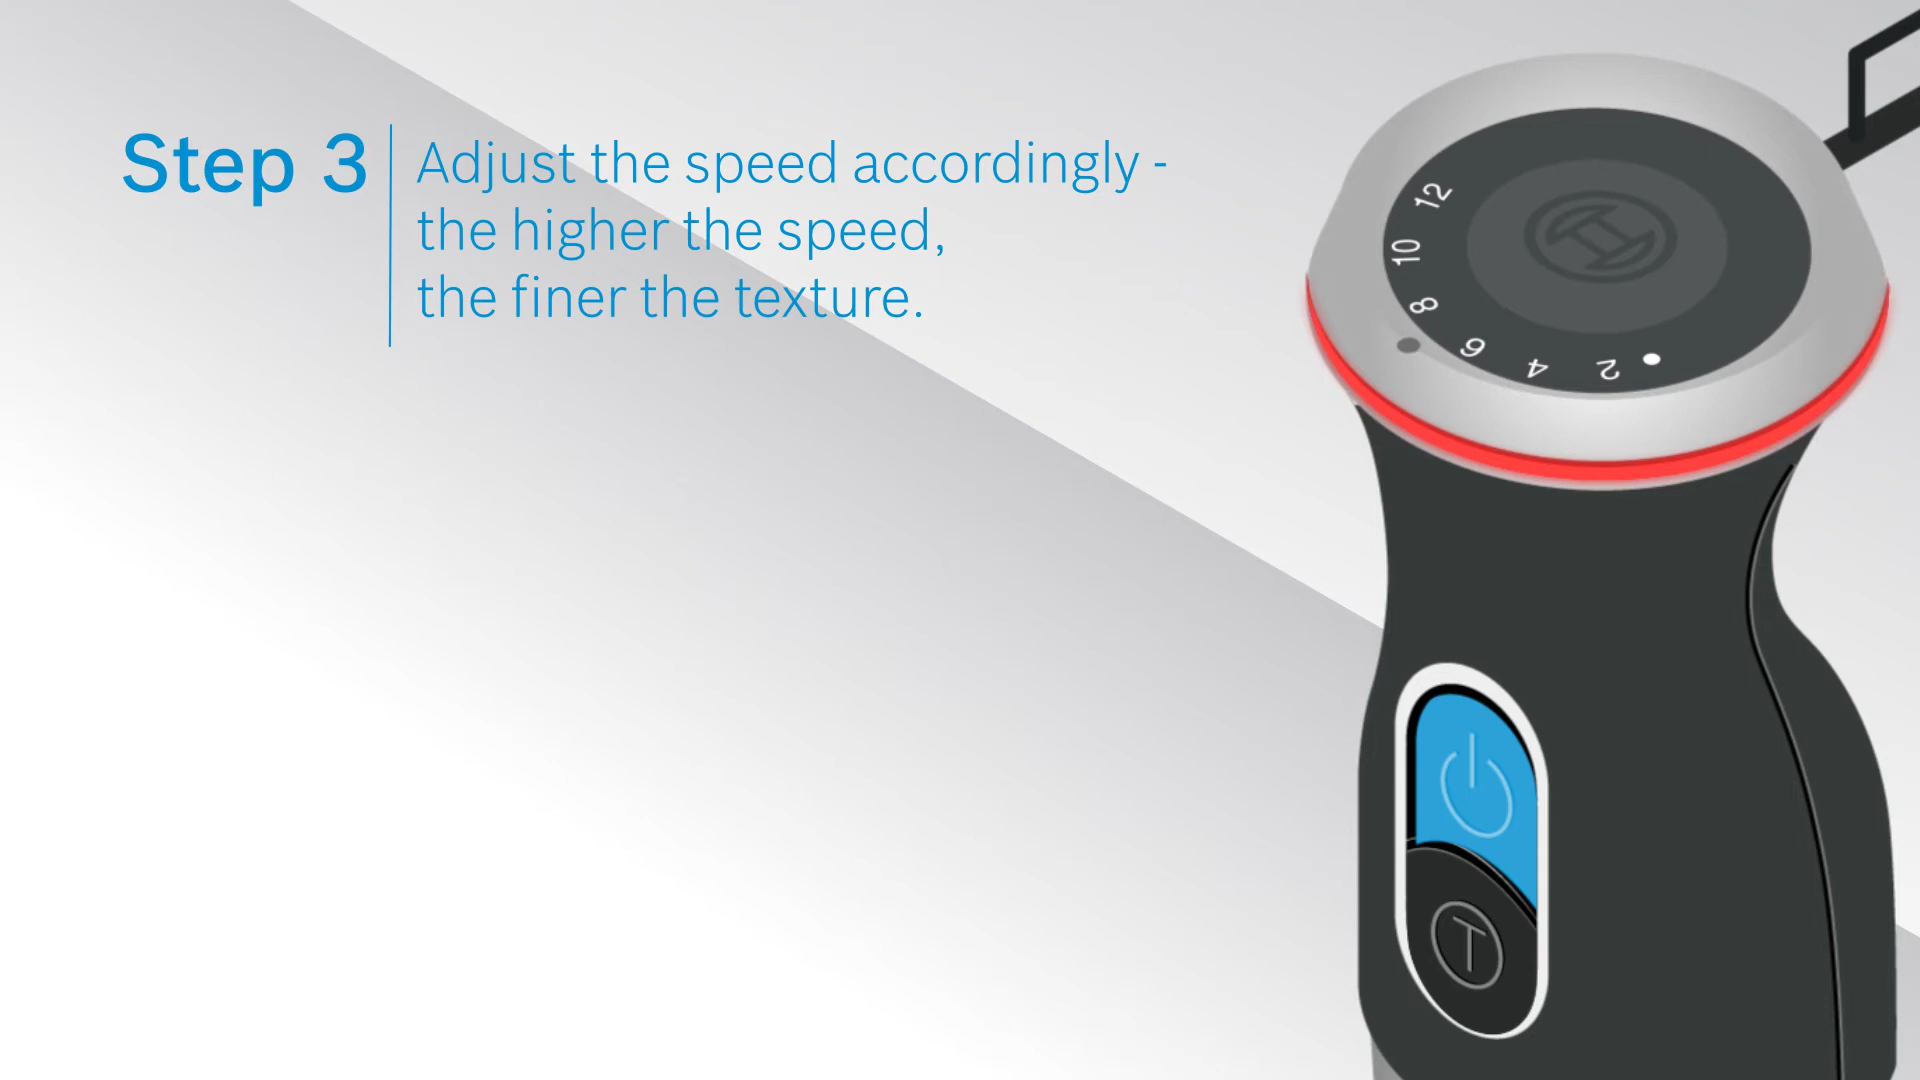 Step 3
Adjust the speed accordingly -
the higher the speed,
the finer the texture.
12
10
8
6
4
2
T